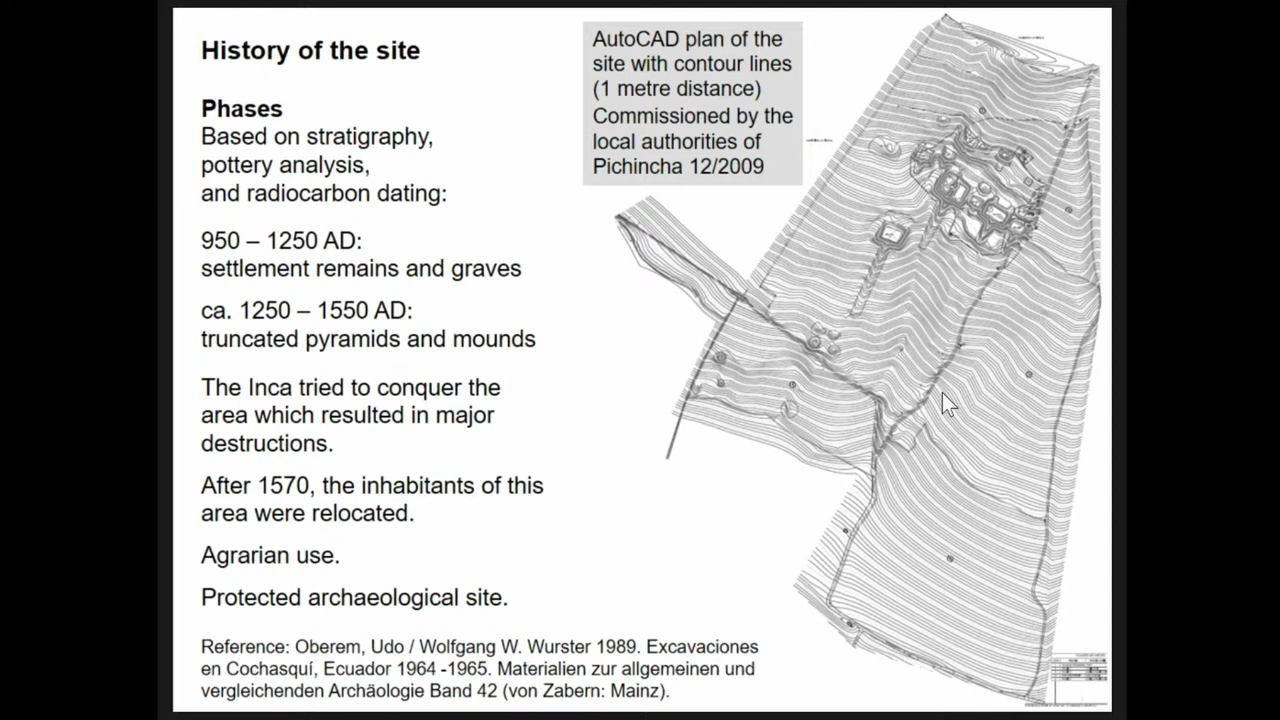 History of the site
Phases
Based on stratigraphy,
pottery analysis,
and radiocarbon dating:
950 – 1250 AD:
settlement remains and graves
ca. 1250 – 1550 AD:
truncated pyramids and mounds
The Inca tried to conquer the
area which resulted in major
destructions.
After 1570, the inhabitants of this
area were relocated.
Agrarian use.
Protected archaeological site.
Reference: Oberem, Udo / Wolfgang W. Wurster 1989. Excavaciones
en Cochasquí, Ecuador 1964 -1965. Materialien zur allgemeinen und
vergleichenden Archäologie Band 42 (von Zabern: Mainz).
AutoCAD plan of the
site with contour lines
(1 metre distance)
Commissioned by the
local authorities of
Pichincha 12/2009